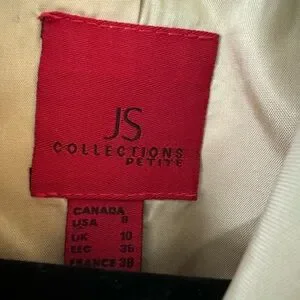 JS
COLLECTIONS
PETITE
CANADA
USA 8
UK 10
EEC 36
FRANCE 38